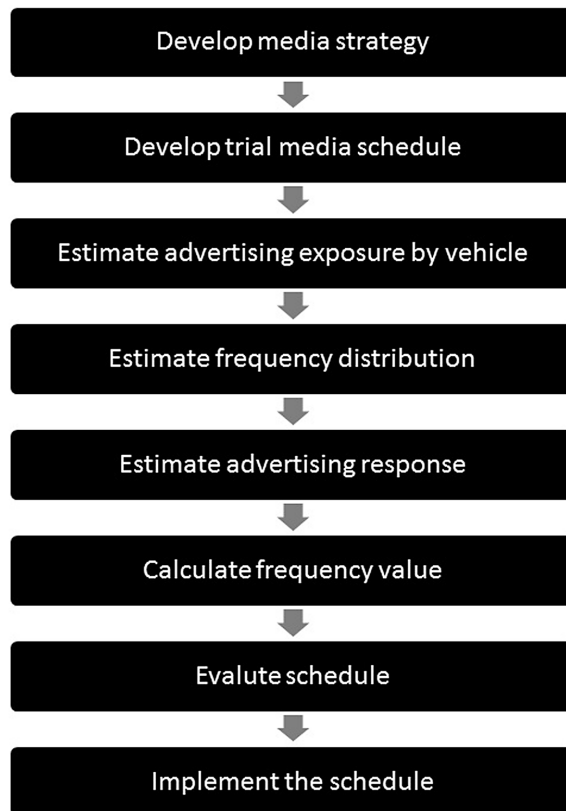 Develop media strategy
Develop trial media schedule
Estimate advertising exposure by vehicle
Estimate frequency distribution
Estimate advertising response
Calculate frequency value
Evalute schedule
Implement the schedule